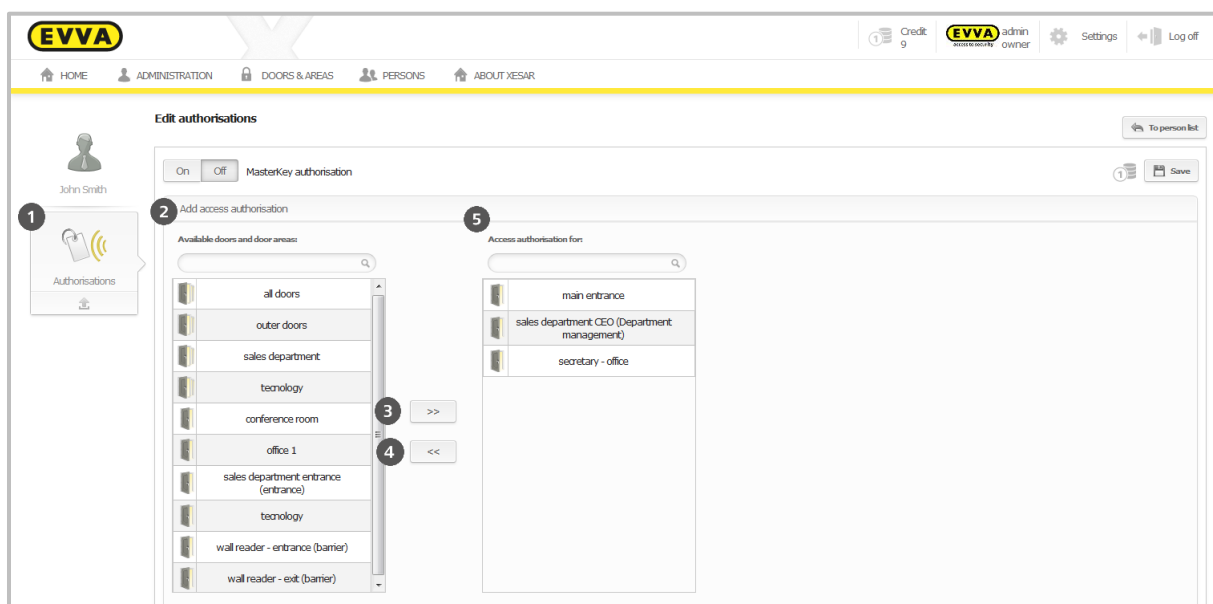 EVVA
Credit
9
EVVA
access to security
admin
owner
Settings
Log off
HOME
ADMINISTRATION
DOORS & AREAS
PERSONS
ABOUT XESAR
Edit authorisations
To person list
John Smith
On
Off
MasterKey authorisation
1
Save
1
2
Add access authorisation
5
Authorisations
Available doors and door areas:
Access authorisation for:
all doors
outer doors
sales department
tecnology
conference room
office 1
sales department entrance
(entrance)
tecnology
wall reader - entrance (barrier)
wall reader - exit (barrier)
3
>>
4
<<
main entrance
sales department CEO (Department
management)
secretary - office